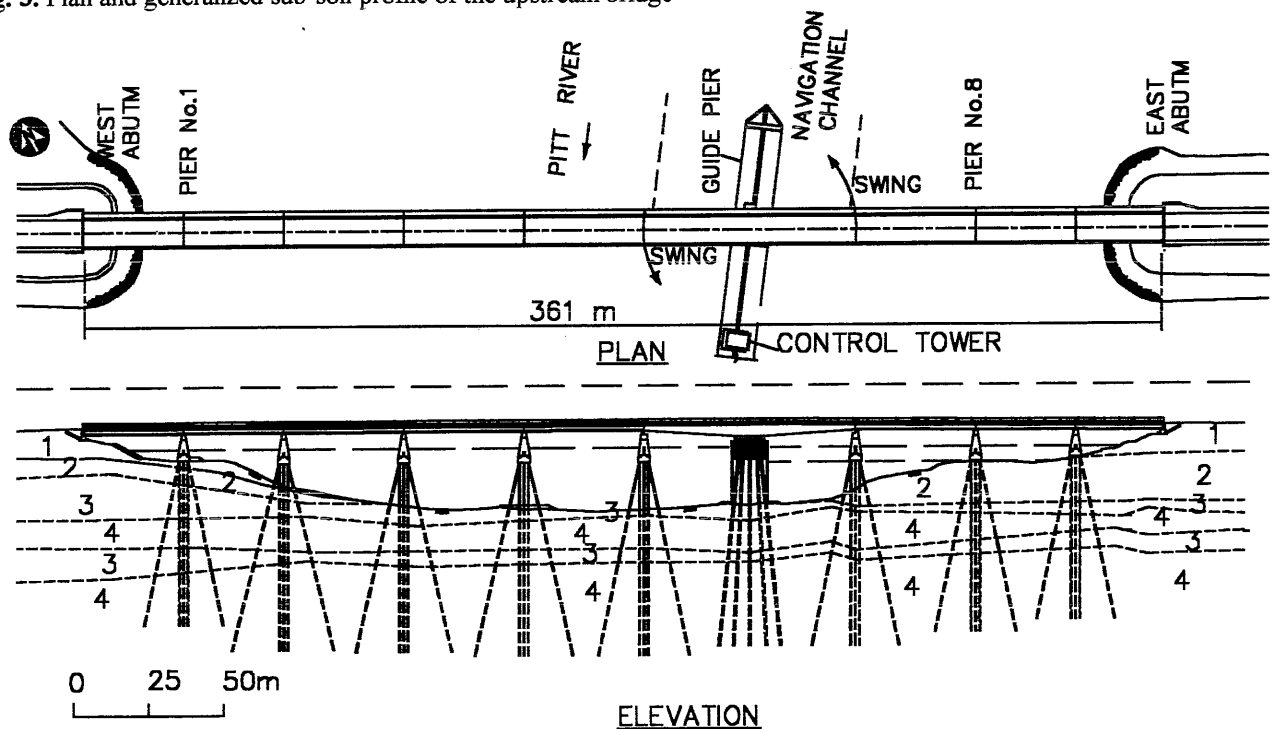 g. 3. Plan and generalized sub-soil profile of the upstream bridge
N
WEST
ABUTM
PIER No.1
PITT RIVER
GUIDE PIER
NAVIGATION
CHANNEL
PIER No.8
EAST
ABUTM
SWING
SWING
361 m
PLAN
CONTROL TOWER
1
1
2
2
2
2
3
3
3
4
4
4
4
3
3
3
4
4
4
4
0 25 50m
ELEVATION